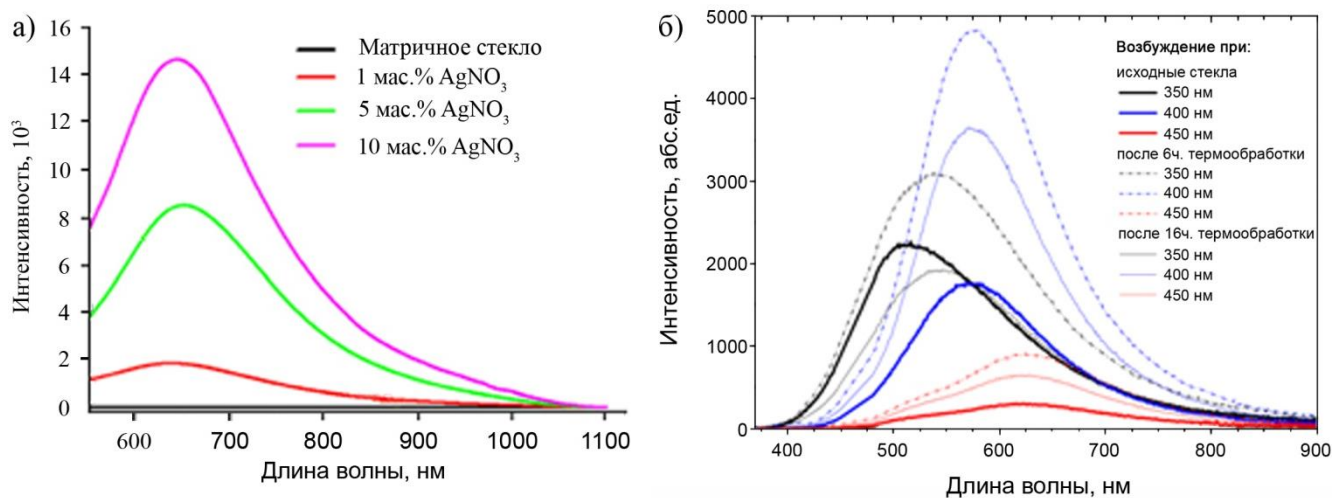 а)
16
14
12
10
8
6
4
2
0
Интенсивность, 10³
Матричное стекло
1 мас.% AgNO₃
5 мас.% AgNO₃
10 мас.% AgNO₃
600 700 800 900 1000 1100
Длина волны, нм
б)
5000
4000
3000
2000
1000
0
Интенсивность, абс.ед.
Возбуждение при:
исходные стекла
350 нм
400 нм
450 нм
после 6ч. термообработки
350 нм
400 нм
450 нм
после 16ч. термообработки
350 нм
400 нм
450 нм
400 500 600 700 800 900
Длина волны, нм